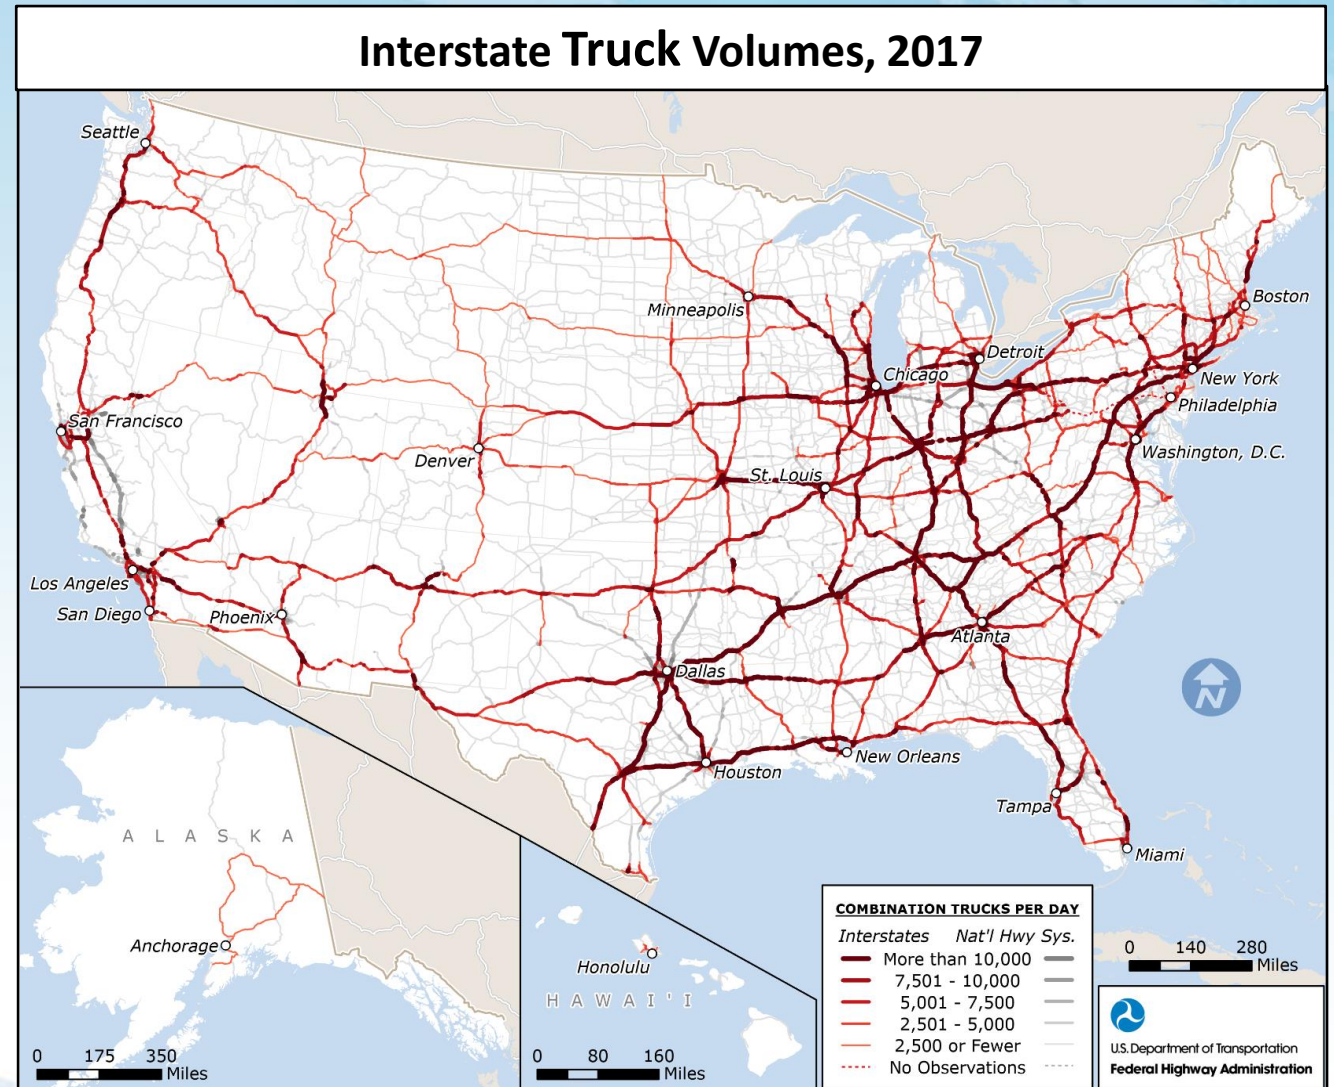 Interstate Truck Volumes, 2017
Seattle
Minneapolis
Boston
Detroit
Chicago
New York
Philadelphia
San Francisco
Denver
St. Louis
Washington, D.C.
Los Angeles
San Diego
Phoenix
Atlanta
Dallas
N
New Orleans
Houston
Tampa
Miami
A L A S K A
Anchorage
0 175 350
Miles
Honolulu
H A W A I ' I
0 80 160
Miles
COMBINATION TRUCKS PER DAY
Interstates Nat'l Hwy Sys.
More than 10,000
7,501 - 10,000
5,001 - 7,500
2,501 - 5,000
2,500 or Fewer
No Observations
0 140 280
Miles
U.S. Department of Transportation
Federal Highway Administration